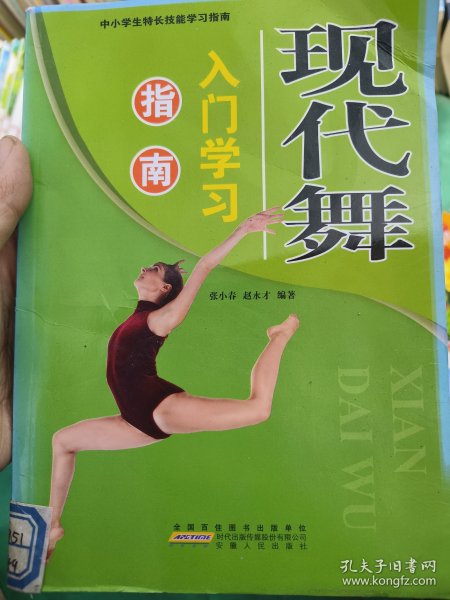 中小学生特长技能学习指南
现代舞
入门学习
指南
张小春 赵水才 编著
XIAN
DAI WU
全国百佳图书出版单位
APGTIME 时代出版传媒股份有限公司
安徽人民出版社
孔夫子旧书网
www.kongfz.com